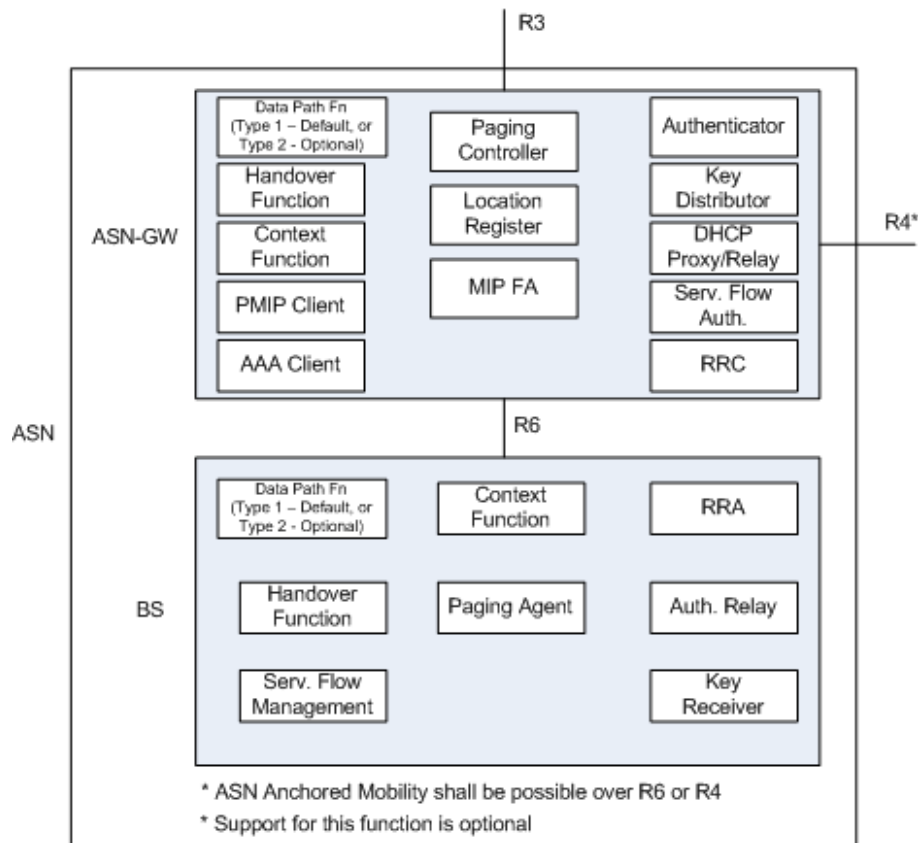 R3
Data Path Fn
(Type 1 – Default, or
Type 2 - Optional)
Paging
Controller
Authenticator
Handover
Function
Location
Register
Key
Distributor
ASN-GW
Context
Function
DHCP
Proxy/Relay
R4*
MIP FA
PMIP Client
Serv. Flow
Auth.
AAA Client
RRC
ASN
R6
Data Path Fn
(Type 1 – Default, or
Type 2 - Optional)
Context
Function
RRA
BS
Handover
Function
Paging Agent
Auth. Relay
Serv. Flow
Management
Key
Receiver
* ASN Anchored Mobility shall be possible over R6 or R4
* Support for this function is optional